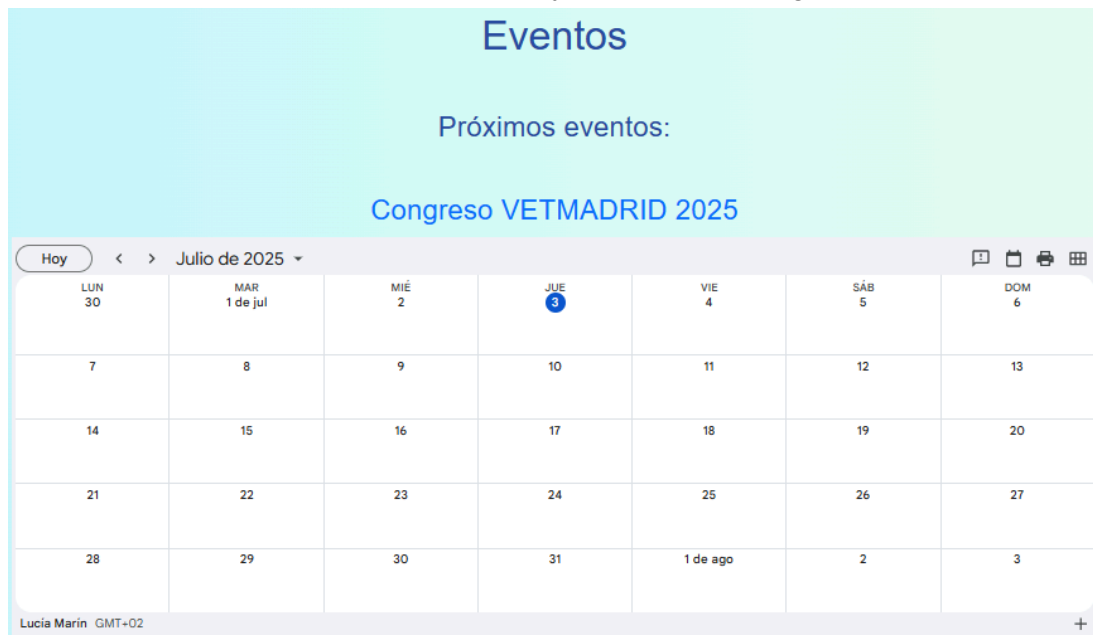 Eventos
Próximos eventos:
Congreso VETMADRID 2025
Hoy < > Julio de 2025
LUN MAR MIÉ JUE VIE SÁB DOM
30 1 de jul 2 3 4 5 6
7 8 9 10 11 12 13
14 15 16 17 18 19 20
21 22 23 24 25 26 27
28 29 30 31 1 de ago 2 3
Lucía Marín GMT+02 +